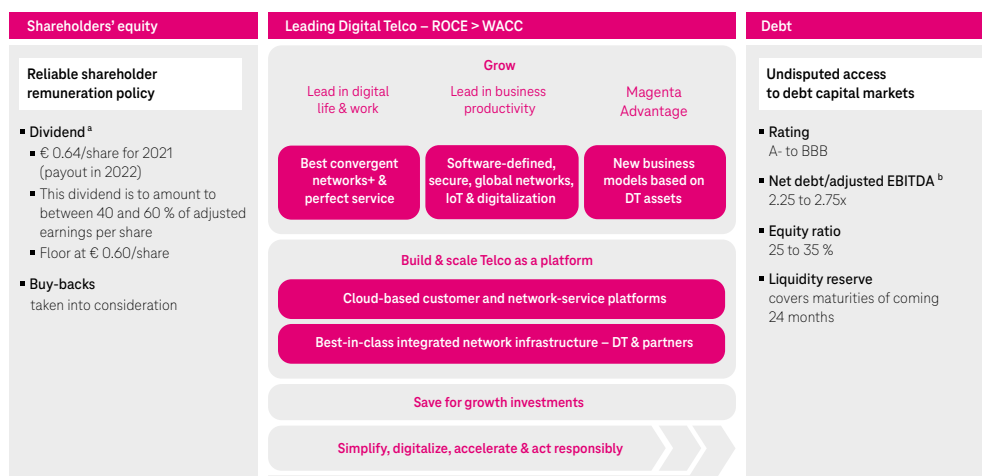 Shareholders' equity
Reliable shareholder
remuneration policy
▪ Dividend a
▪ € 0.64/share for 2021
(payout in 2022)
▪ This dividend is to amount to
between 40 and 60 % of adjusted
earnings per share
▪ Floor at € 0.60/share
▪ Buy-backs
taken into consideration
Leading Digital Telco – ROCE > WACC
Grow
Lead in digital
life & work
Lead in business
productivity
Magenta
Advantage
Best convergent
networks+ &
perfect service
Software-defined,
secure, global networks,
IoT & digitalization
New business
models based on
DT assets
Build & scale Telco as a platform
Cloud-based customer and network-service platforms
Best-in-class integrated network infrastructure – DT & partners
Save for growth investments
Simplify, digitalize, accelerate & act responsibly
Debt
Undisputed access
to debt capital markets
▪ Rating
A- to BBB
▪ Net debt/adjusted EBITDA b
2.25 to 2.75x
▪ Equity ratio
25 to 35 %
▪ Liquidity reserve
covers maturities of coming
24 months